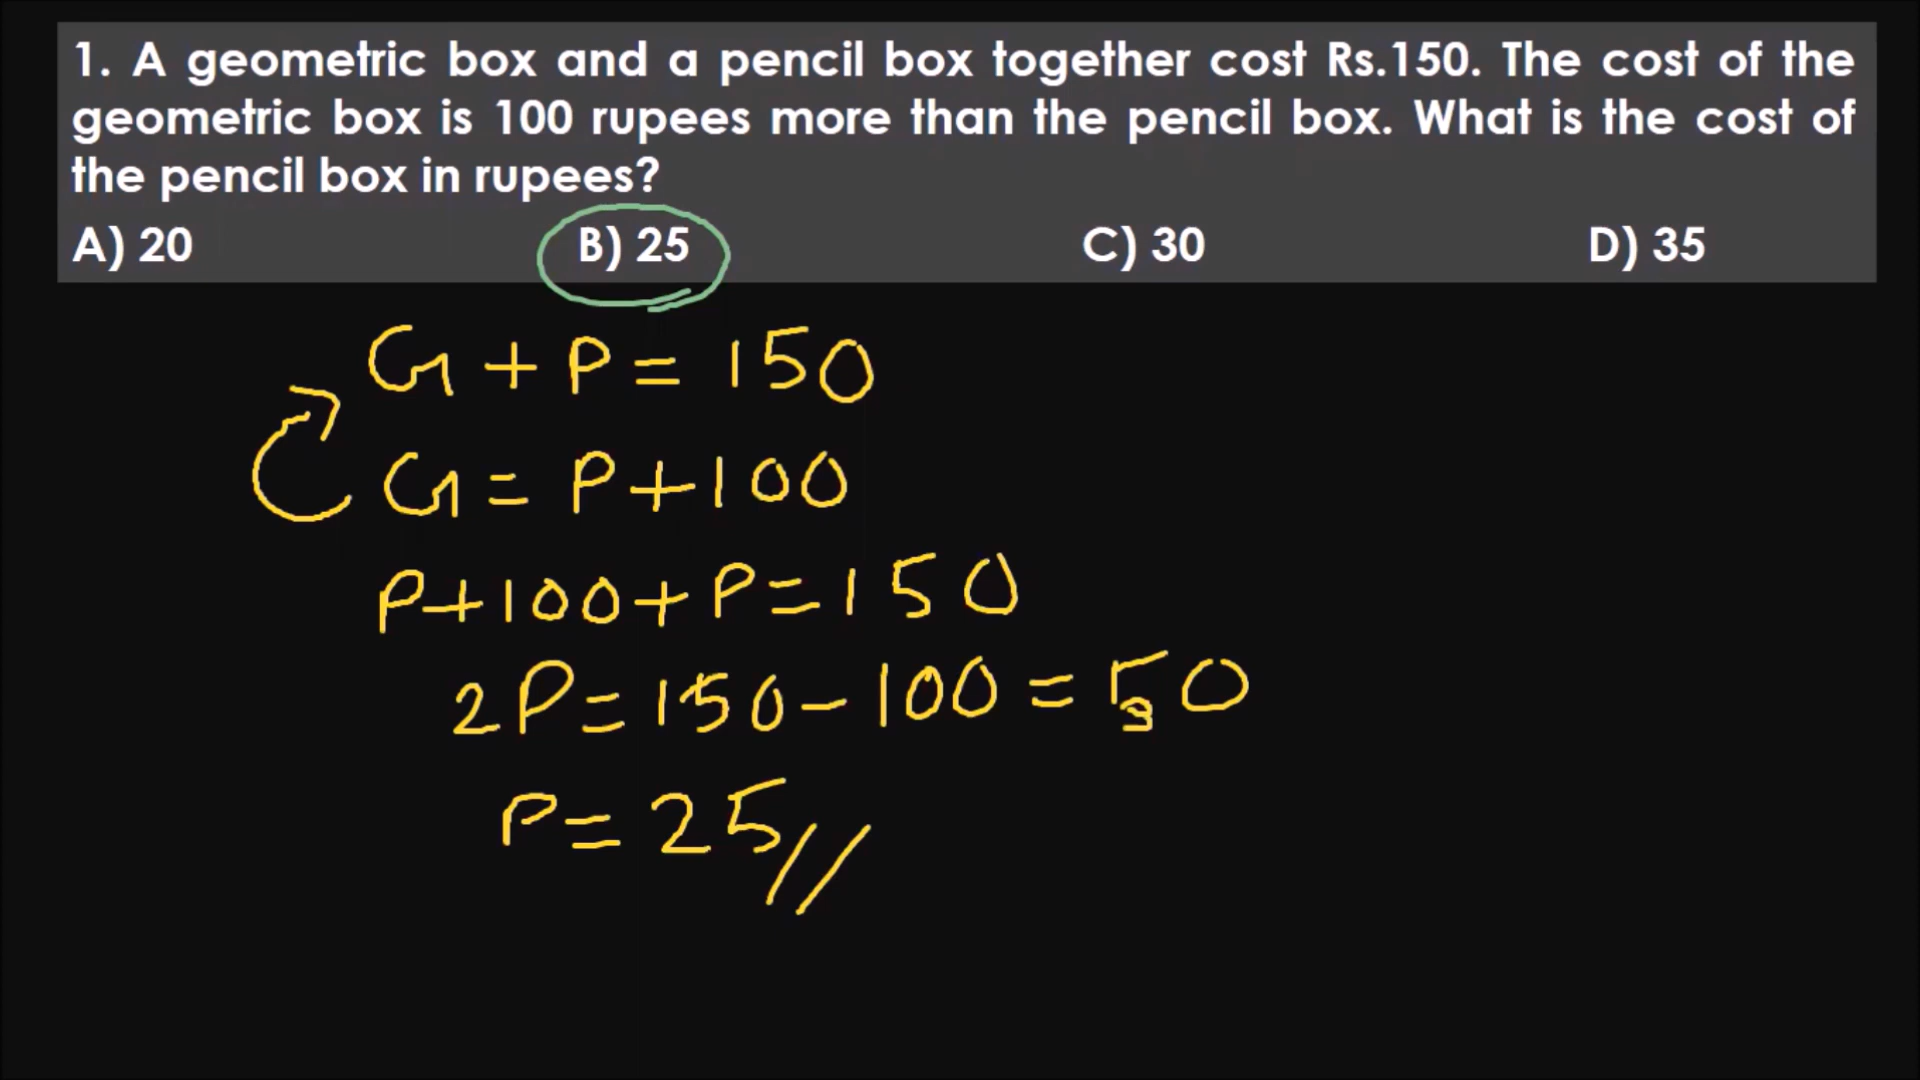 1. A geometric box and a pencil box together cost Rs.150. The cost of the
geometric box is 100 rupees more than the pencil box. What is the cost of
the pencil box in rupees?
A) 20 B) 25 C) 30 D) 35
G + P = 150
G = P + 100
P + 100 + P = 150
2P = 150 - 100 = 50
P = 25 //